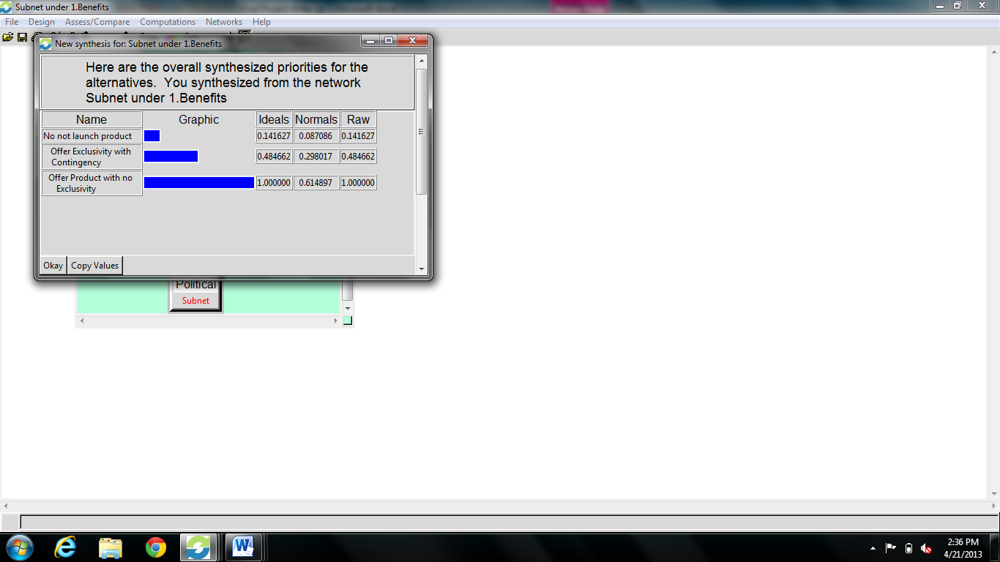 Subnet under 1.Benefits
File Design Assess/Compare Computations Networks Help
New synthesis for: Subnet under 1.Benefits
Here are the overall synthesized priorities for the
alternatives. You synthesized from the network
Subnet under 1.Benefits
Name Graphic Ideals Normals Raw
No not launch product 0.141627 0.087086 0.141627
Offer Exclusivity with
Contingency
0.484662 0.298017 0.484662
Offer Product with no
Exclusivity
1.000000 0.614897 1.000000
Okay Copy Values
Political
Subnet
2:36 PM
4/21/2013